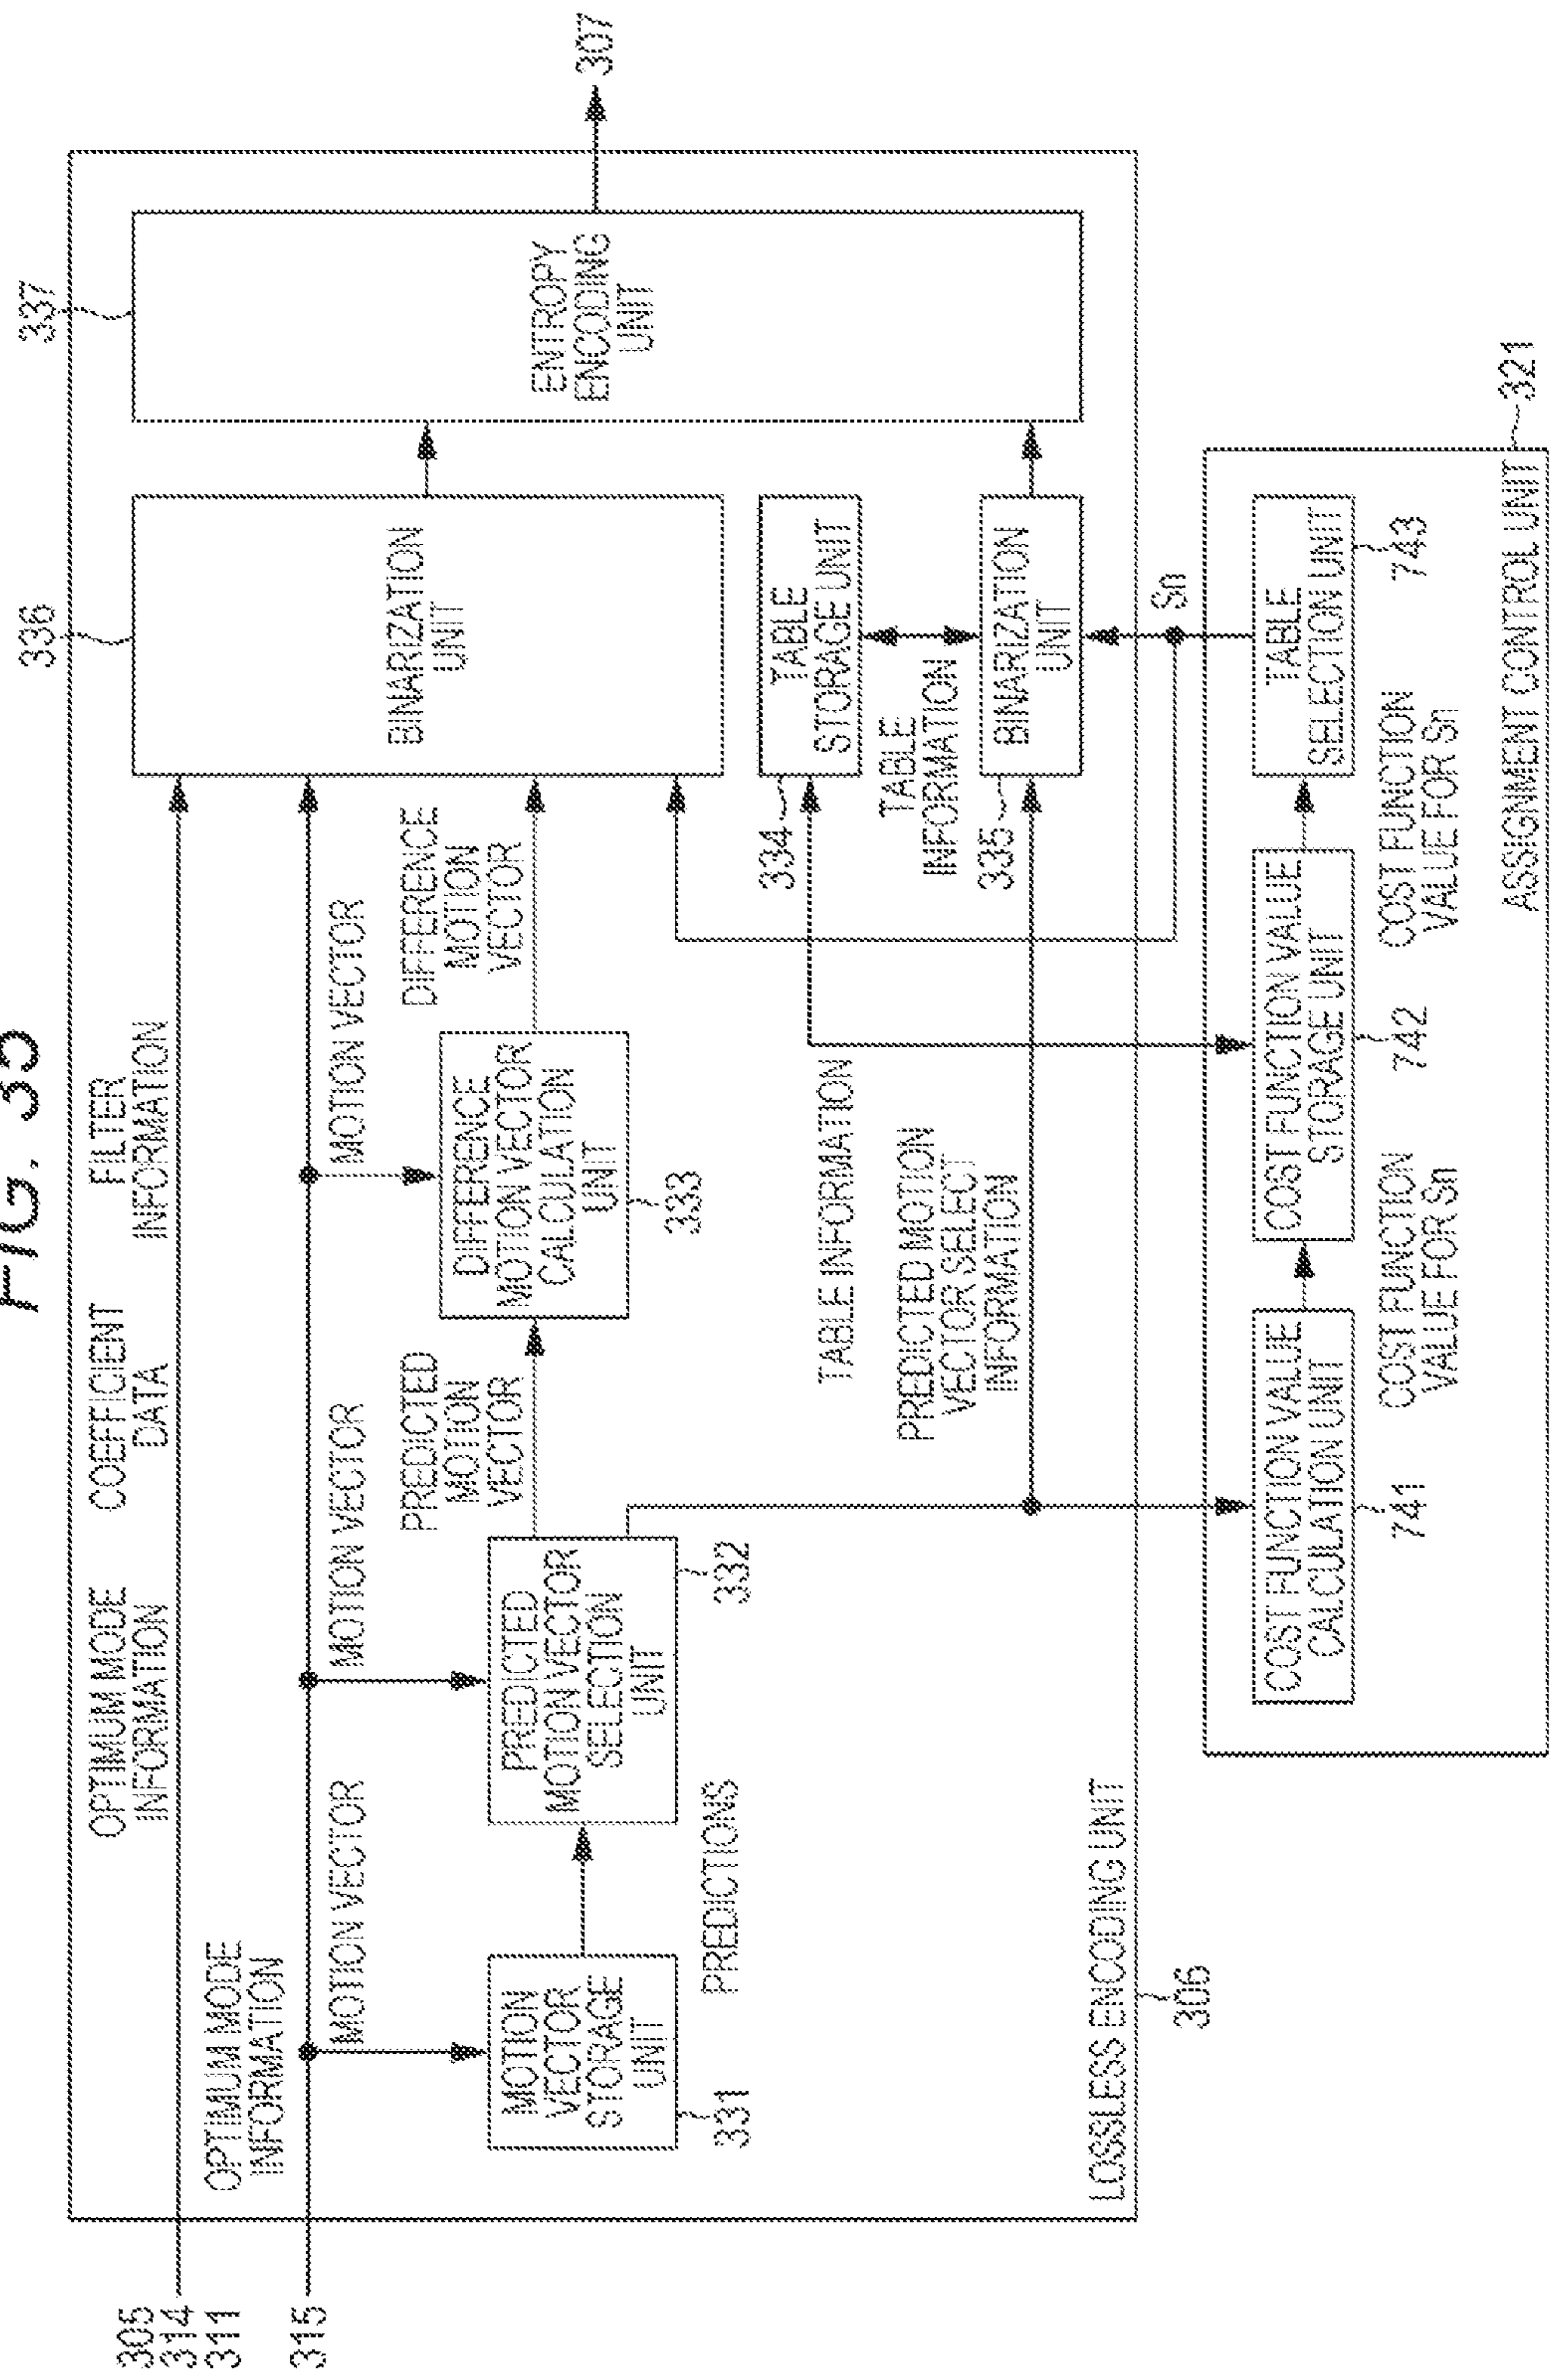 FIG. 35
305
314
311
315
OPTIMUM MODE
INFORMATION
COEFFICIENT
DATA
FILTER
INFORMATION
OPTIMUM MODE
INFORMATION
MOTION VECTOR
MOTION VECTOR
MOTION VECTOR
MOTION
VECTOR
STORAGE
UNIT
331
PREDICTIONS
PREDICTED
MOTION VECTOR
SELECTION
UNIT
332
PREDICTED
MOTION
VECTOR
DIFFERENCE
MOTION VECTOR
CALCULATION
UNIT
333
DIFFERENCE
MOTION
VECTOR
336
BINARIZATION
UNIT
337
ENTROPY
ENCODING
UNIT
307
TABLE INFORMATION
PREDICTED MOTION
VECTOR SELECT
INFORMATION
334
TABLE
STORAGE UNIT
TABLE
INFORMATION
335
BINARIZATION
UNIT
Sn
LOSSLESS ENCODING UNIT
306
COST FUNCTION VALUE
CALCULATION UNIT
741
COST FUNCTION
VALUE FOR Sn
COST FUNCTION VALUE
STORAGE UNIT
742
COST FUNCTION
VALUE FOR Sn
TABLE
SELECTION UNIT
743
ASSIGNMENT CONTROL UNIT
321